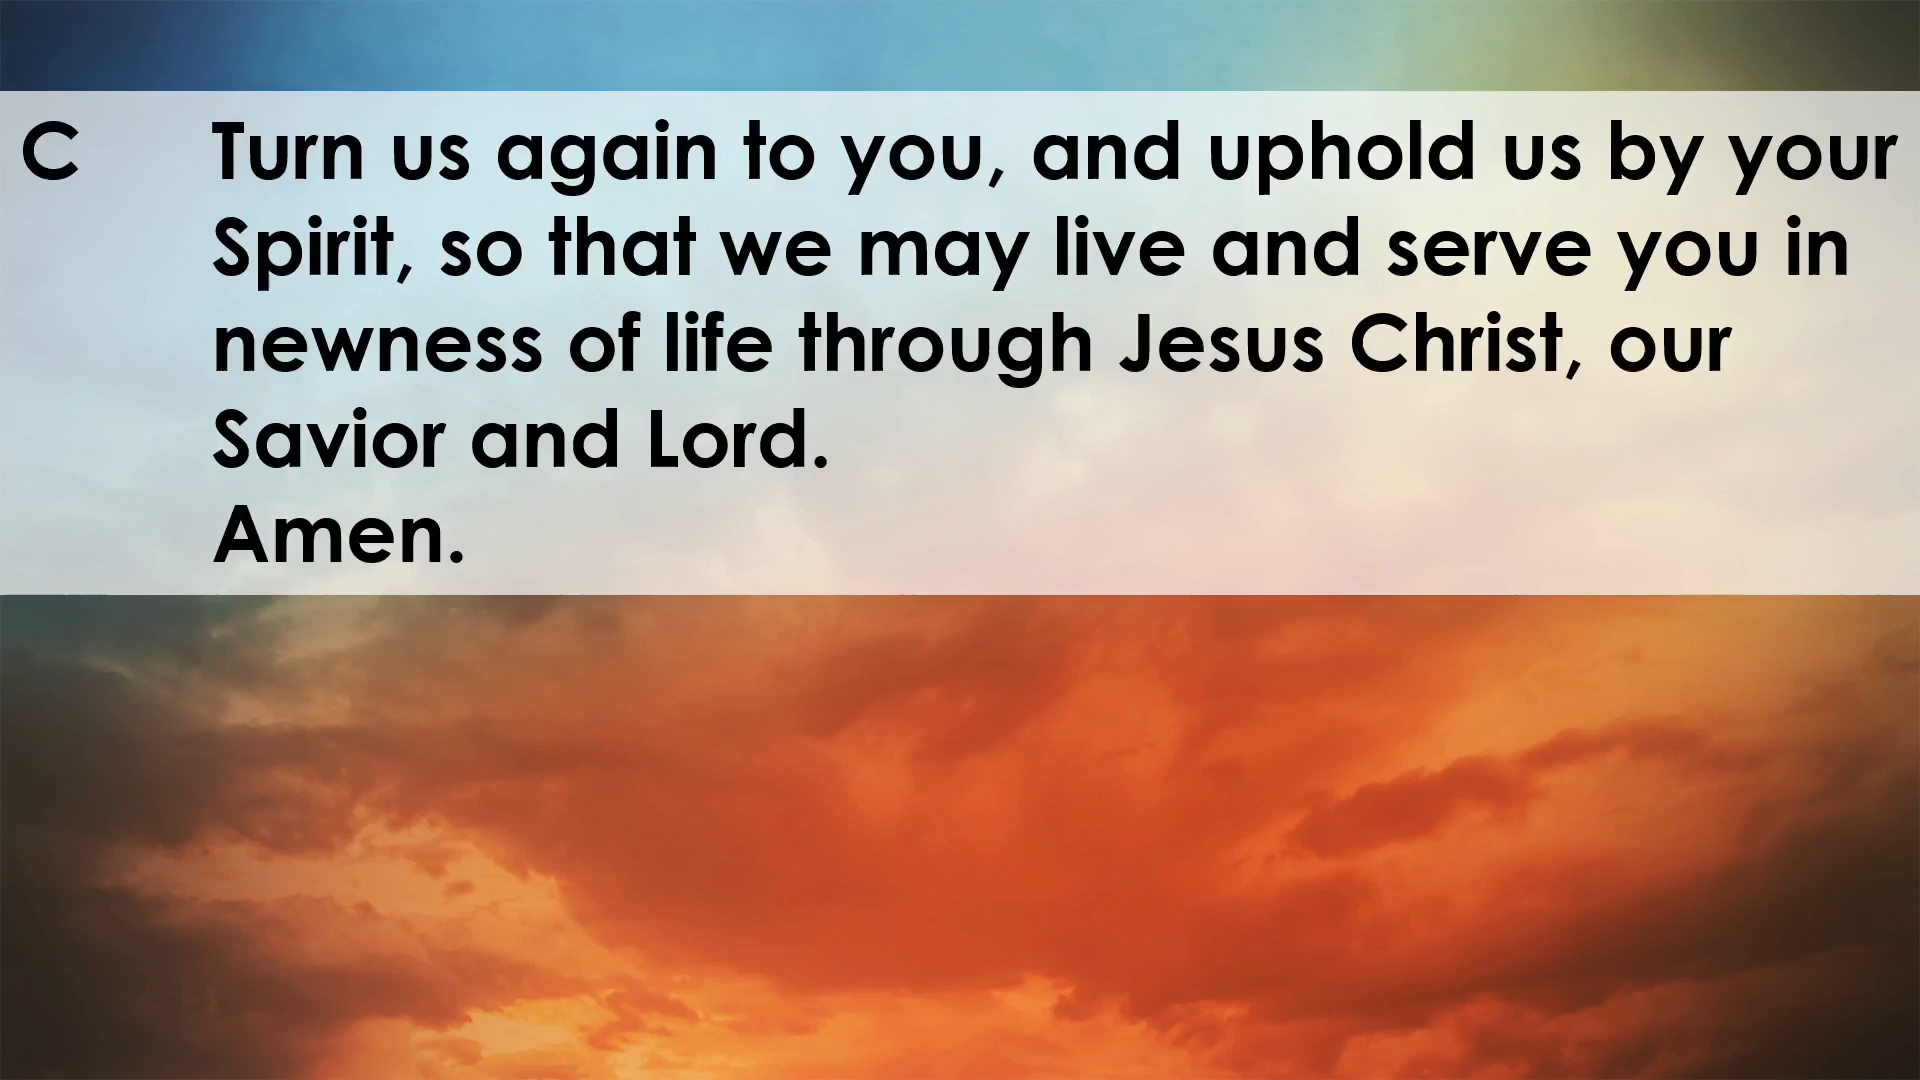 C Turn us again to you, and uphold us by your
Spirit, so that we may live and serve you in
newness of life through Jesus Christ, our
Savior and Lord.
Amen.